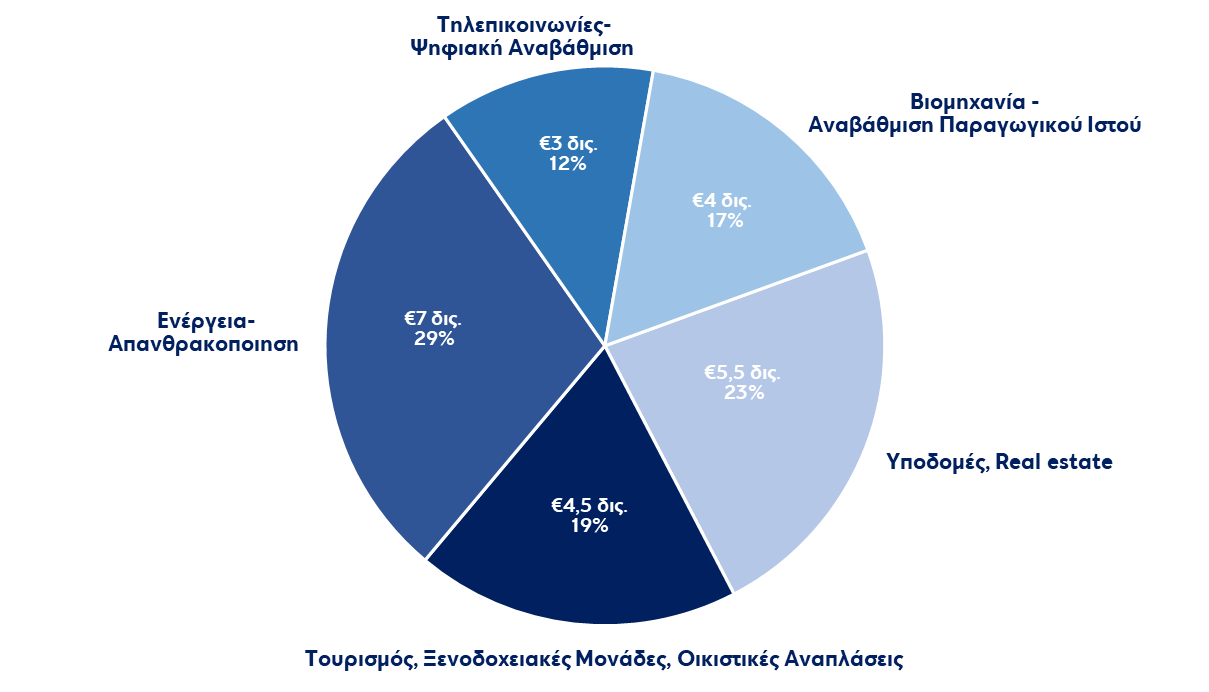 Τηλεπικοινωνίες-
Ψηφιακή Αναβάθμιση
Βιομηχανία -
Αναβάθμιση Παραγωγικού Ιστού
€3 δις.
12%
€4 δις.
17%
Ενέργεια-
Απανθρακοποιηση
€7 δις.
29%
€5,5 δις.
23%
Υποδομές, Real estate
€4,5 δις.
19%
Τουρισμός, Ξενοδοχειακές Μονάδες, Οικιστικές Αναπλάσεις